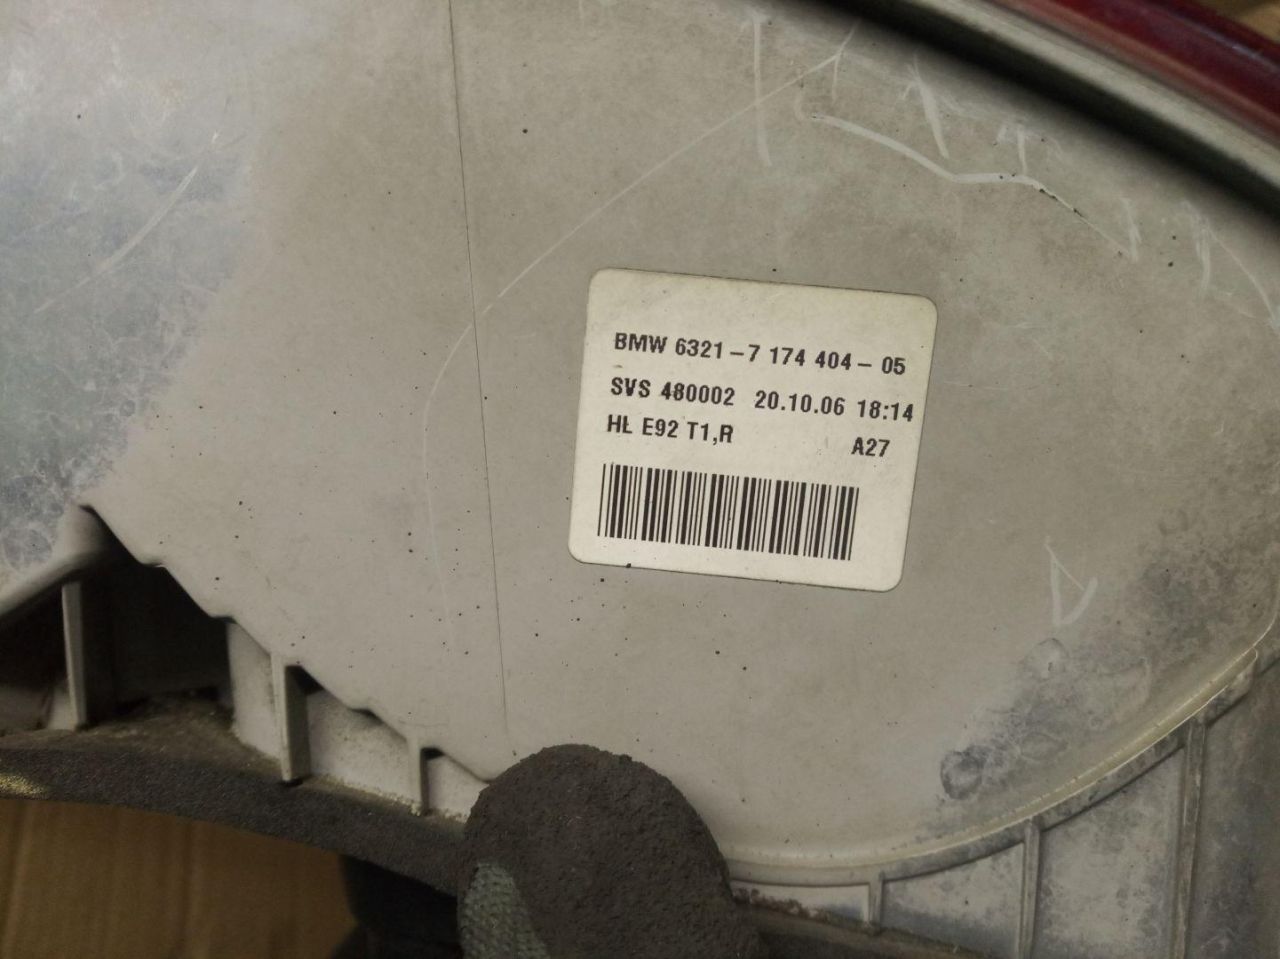 BMW 6321-7 174 404-05
SVS 480002 20.10.06 18:14
HL E92 T1,R A27